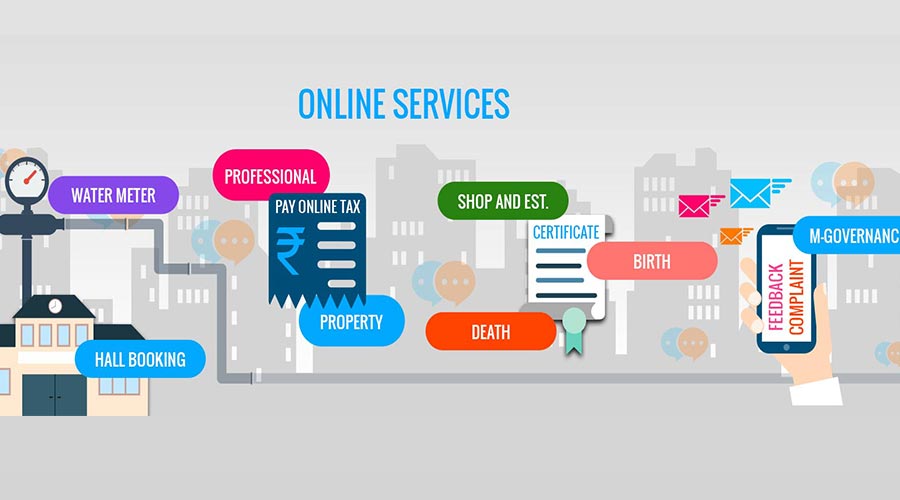 ONLINE SERVICES
WATER METER
HALL BOOKING
PROFESSIONAL
PAY ONLINE TAX
₹
PROPERTY
SHOP AND EST.
CERTIFICATE
BIRTH
DEATH
M-GOVERNANC
FEEDBACK
COMPLAINT